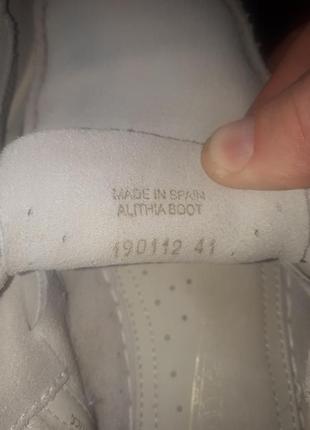 MADE IN SPAIN
ALITHIA BOOT
190112 41